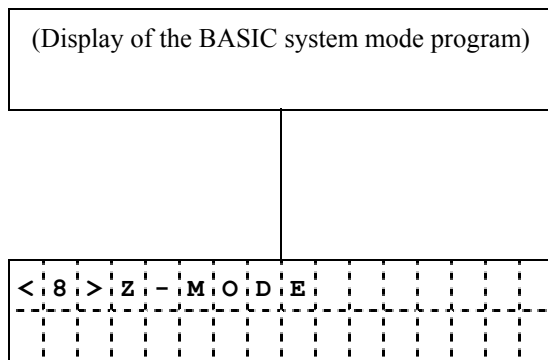 (Display of the BASIC system mode program)
<8>Z-MODE